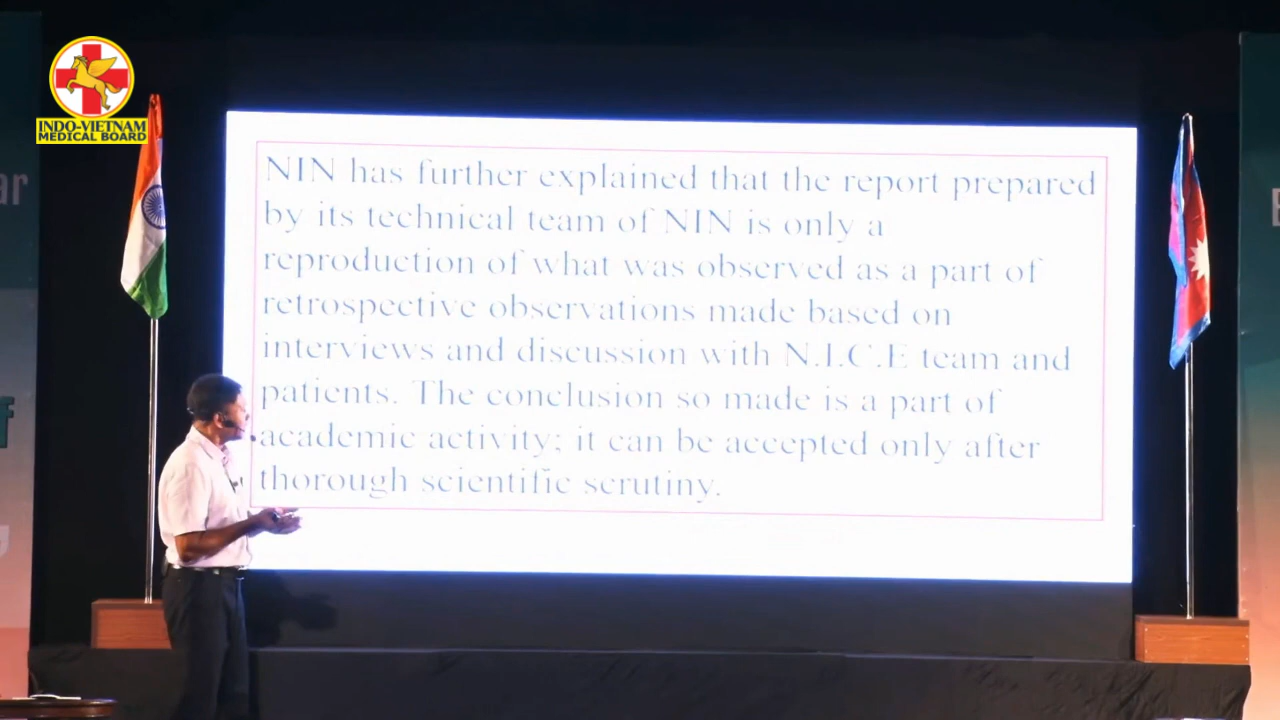 INDO-VIETNAM
MEDICAL BOARD
ar
NIN has further explained that the report prepared
by its technical team of NIN is only a
reproduction of what was observed as a part of
retrospective observations made based on
interviews and discussion with N.I.C.E team and
patients. The conclusion so made is a part of
academic activity; it can be accepted only after
thorough scientific scrutiny.